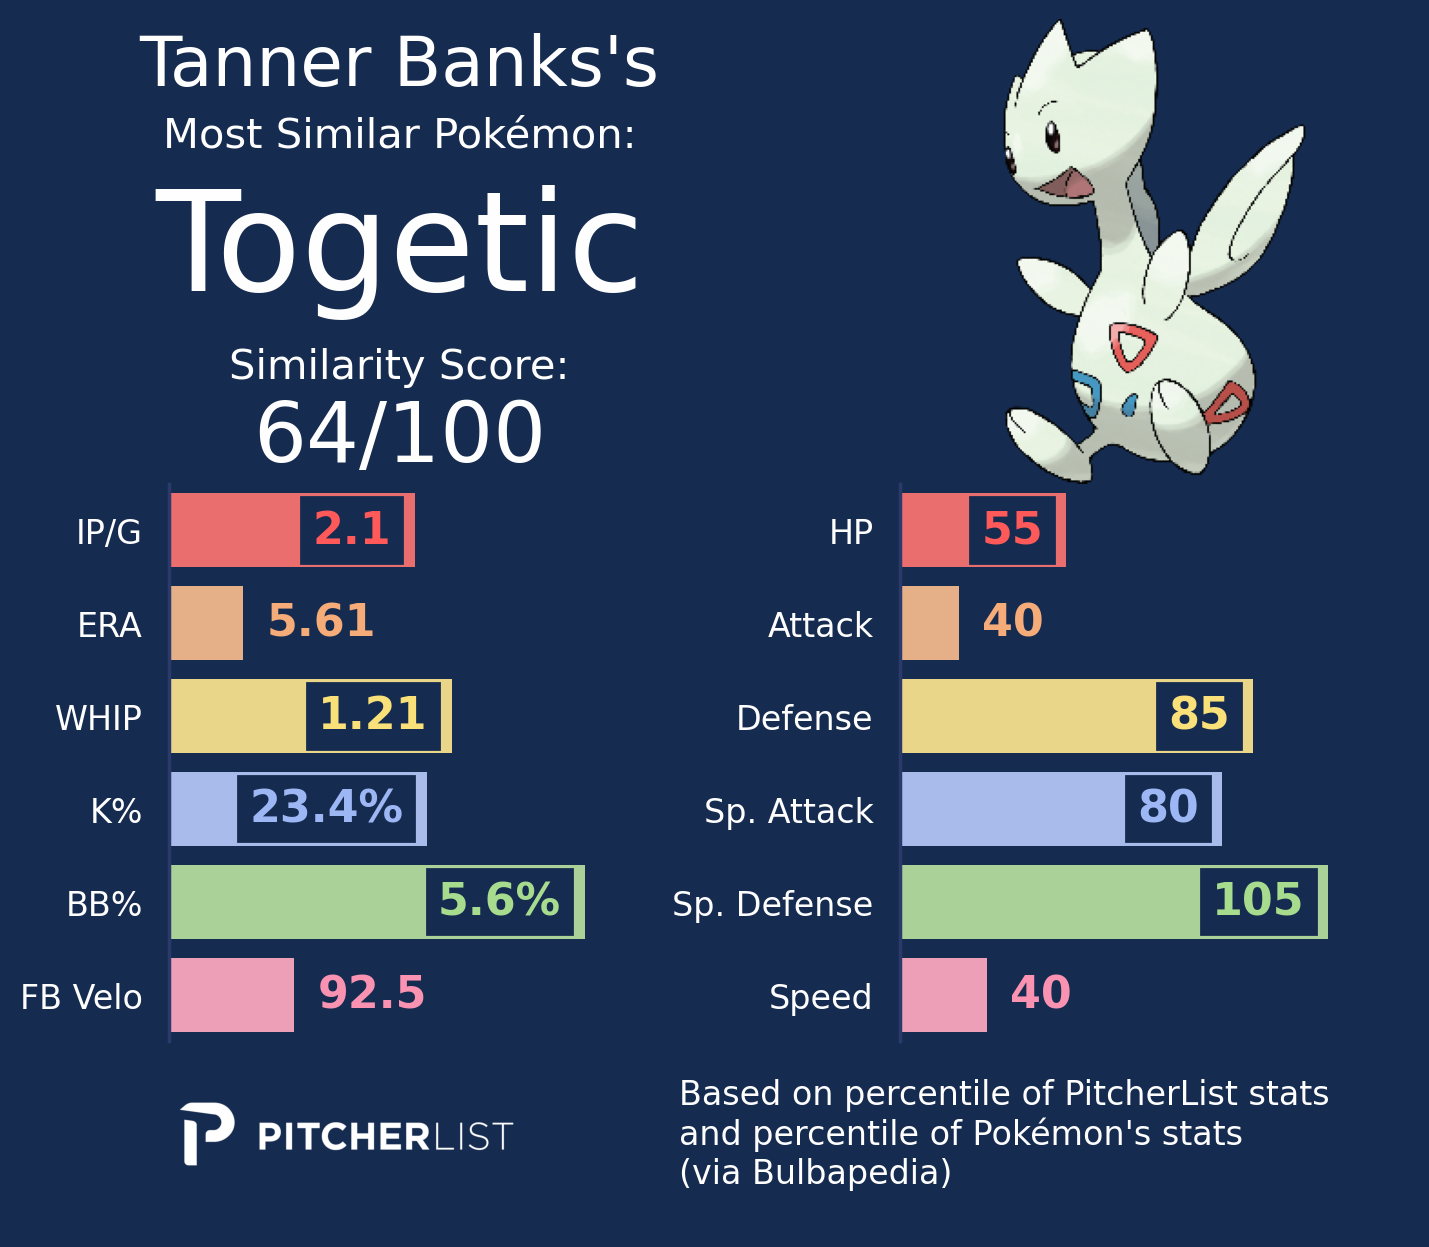 Tanner Banks's
Most Similar Pokémon:
Togetic
Similarity Score:
64/100
IP/G 2.1
ERA 5.61
WHIP 1.21
K% 23.4%
BB% 5.6%
FB Velo 92.5
HP 55
Attack 40
Defense 85
Sp. Attack 80
Sp. Defense 105
Speed 40
PITCHERLIST
Based on percentile of PitcherList stats
and percentile of Pokémon's stats
(via Bulbapedia)